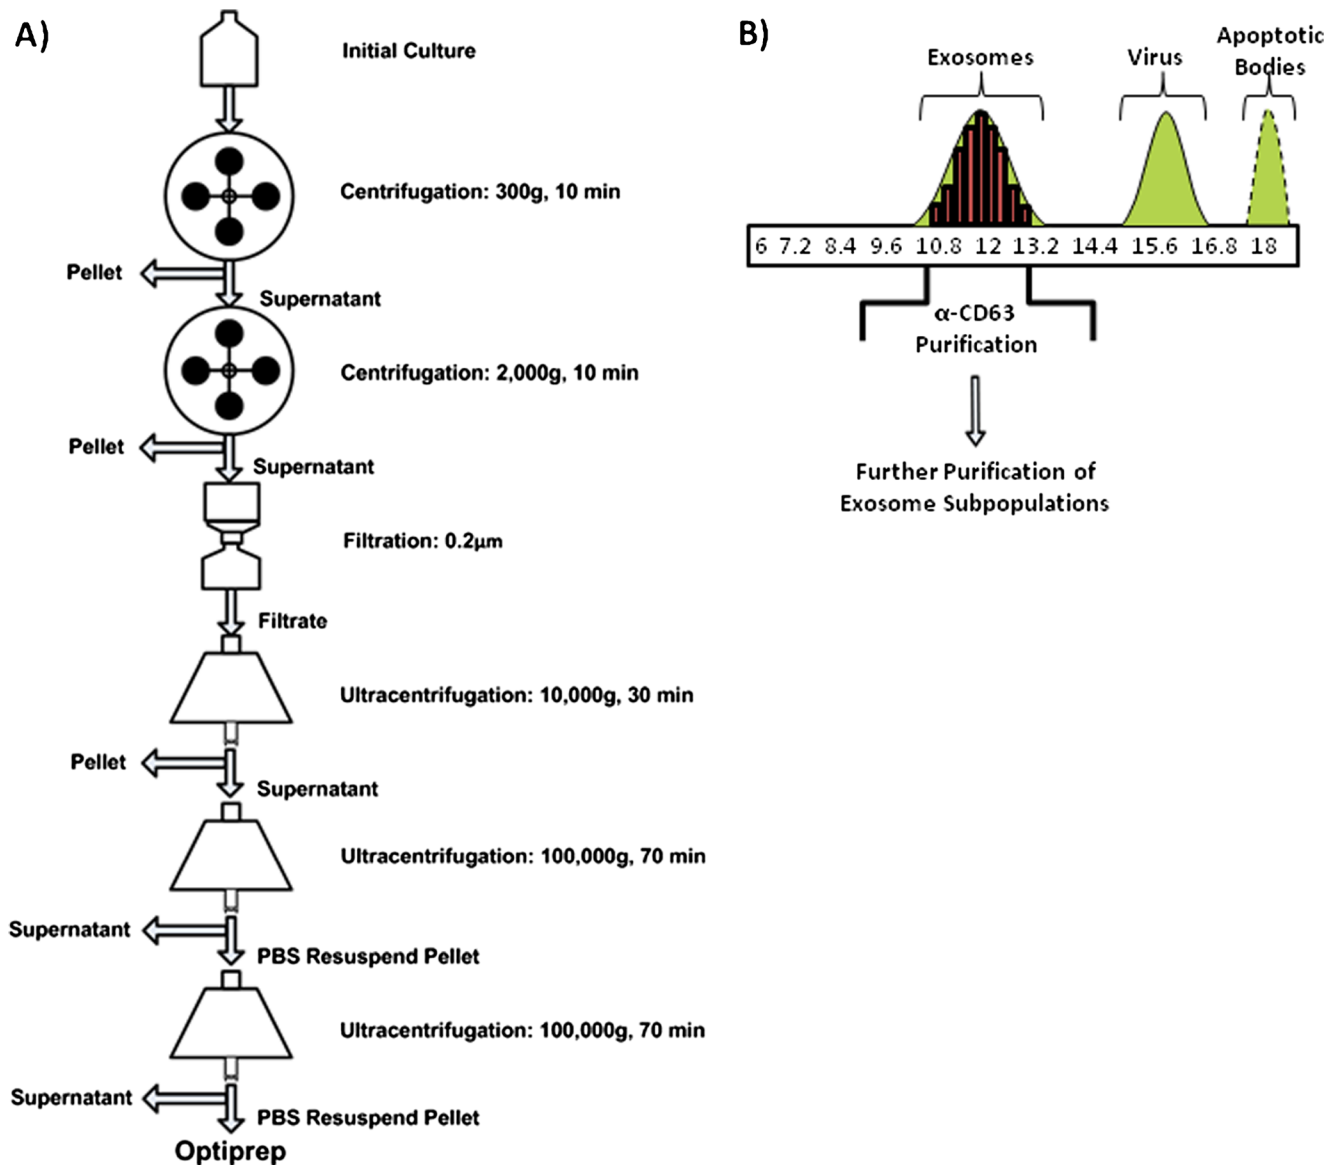 A)
Initial Culture
Centrifugation: 300g, 10 min
Pellet
Supernatant
Centrifugation: 2,000g, 10 min
Pellet
Supernatant
Filtration: 0.2μm
Filtrate
Ultracentrifugation: 10,000g, 30 min
Pellet
Supernatant
Ultracentrifugation: 100,000g, 70 min
Supernatant
PBS Resuspend Pellet
Ultracentrifugation: 100,000g, 70 min
Supernatant
PBS Resuspend Pellet
Optiprep
B)
Exosomes
Virus
Apoptotic
Bodies
6 7.2 8.4 9.6 10.8 12 13.2 14.4 15.6 16.8 18
α-CD63
Purification
Further Purification of
Exosome Subpopulations